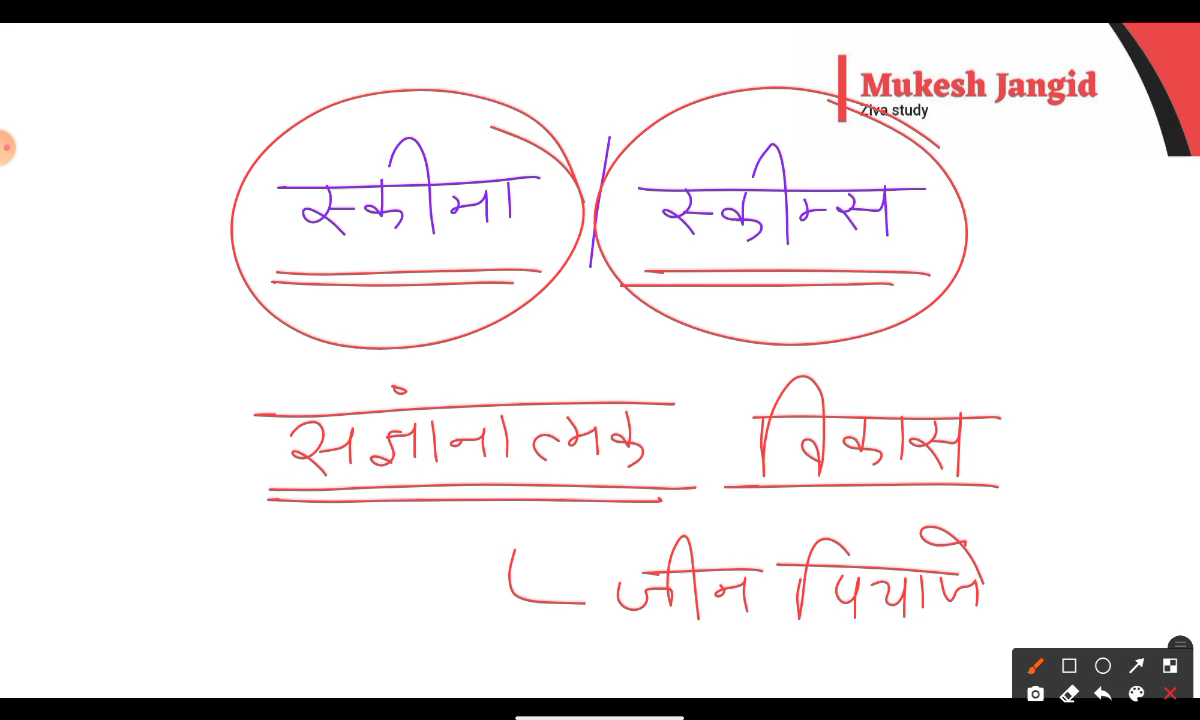 Mukesh Jangid
Ziva study
स्कीमा / स्कीम्स
संज्ञानात्मक विकास
जीन पियाजे